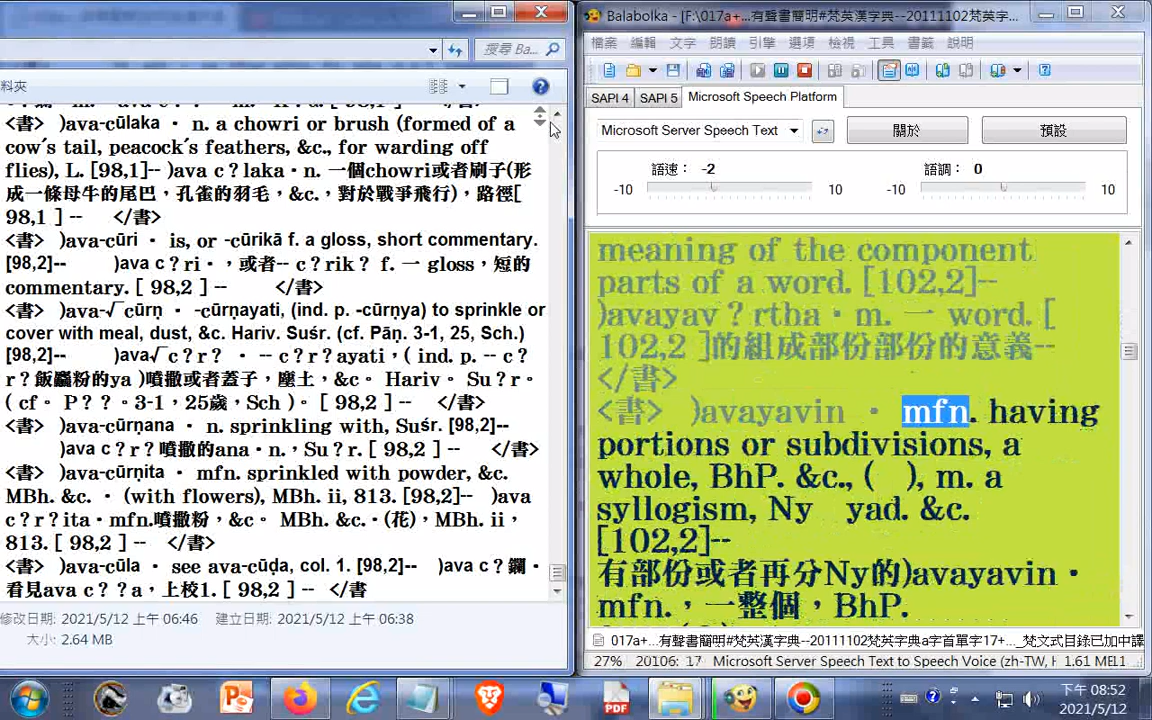 搜尋 Ba...
料夾
〈書〉 )ava-cūlaka ‧ n. a chowri or brush (formed of a
cow's tail, peacock's feathers, &c., for warding off
flies), L. [98,1]-- )ava c？laka‧n. 一個chowri或者刷子(形
成一條母牛的尾巴，孔雀的羽毛，&c.，對於戰爭飛行)，路徑[
98,1 ] -- 〈/書〉
〈書〉 )ava-cūri ‧ is, or -cūrikā f. a gloss, short commentary.
[98,2]-- )ava c？ri‧，或者-- c？rik？ f. 一 gloss，短的
commentary. [ 98,2 ] -- 〈/書〉
〈書〉 )ava-√cūrṇ ‧ -cūrṇayati, (ind. p. -cūrṇya) to sprinkle or
cover with meal, dust, &c. Hariv. Suśr. (cf. Pāṇ. 3-1, 25, Sch.)
[98,2]-- )ava√c？r？ ‧ -- c？r？ayati，( ind. p. -- c？
r？飯廳粉的ya )噴撒或者蓋子，塵土，&c。 Hariv。 Su？r。
( cf。 P？？。3-1，25歲，Sch )。 [ 98,2 ] -- 〈/書〉
〈書〉 )ava-cūrṇana ‧ n. sprinkling with, Suśr. [98,2]--
)ava c？r？噴撒的ana‧n.，Su？r. [ 98,2 ] -- 〈/書〉
〈書〉 )ava-cūrṇita ‧ mfn. sprinkled with powder, &c.
MBh. &c. ‧ (with flowers), MBh. ii, 813. [98,2]-- )ava
c？r？ita‧mfn.噴撒粉，&c。 MBh. &c.‧(花)，MBh. ii，
813. [ 98,2 ] -- 〈/書〉
〈書〉 )ava-cūla ‧ see ava-cūḍa, col. 1. [98,2]-- )ava c？鑭‧
看見ava c？？a，上校1. [ 98,2 ] -- 〈/書
修改日期: 2021/5/12 上午 06:46 建立日期: 2021/5/12 上午 06:38
大小: 2.64 MB
Balabolka - [F:\017a+...有聲書簡明#梵英漢字典--20111102梵英字...
檔案 編輯 文字 朗讀 引擎 選項 檢視 工具 書籤 說明
SAPI 4 SAPI 5 Microsoft Speech Platform
Microsoft Server Speech Text 關於 預設
語速： -2 語調： 0
-10 10 -10 10
meaning of the component
parts of a word. [102,2]--
)avayav？rtha‧m. 一 word. [
102,2 ]的組成部份部份的意義--
〈/書〉
〈書〉 )avayavin ‧ mfn. having
portions or subdivisions, a
whole, BhP. &c., ( ), m. a
syllogism, Ny yad. &c.
[102,2]--
有部份或者再分Ny的)avayavin‧
mfn.，一整個，BhP.
017a+...有聲書簡明#梵英漢字典--20111102梵英字典a字首單字17+..._梵文式目錄已加中譯
27% 20106: 17 Microsoft Server Speech Text to Speech Voice (zh-TW, H 1.61 MEL1
下午 08:52
2021/5/12